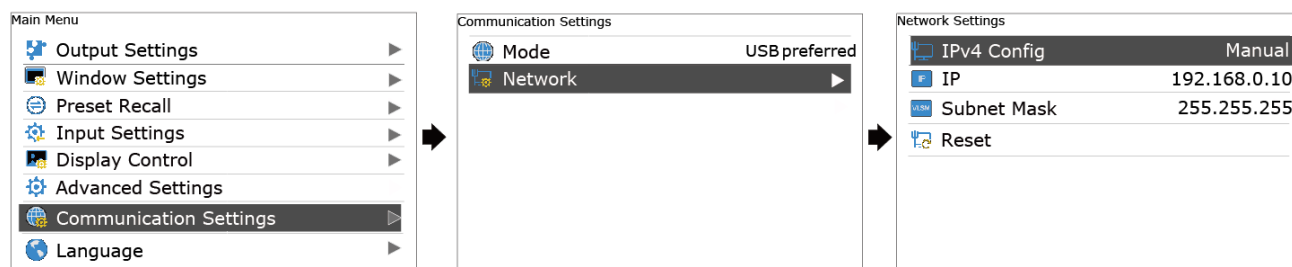 Main Menu
Output Settings
Window Settings
Preset Recall
Input Settings
Display Control
Advanced Settings
Communication Settings
Language
Communication Settings
Mode USB preferred
Network
Network Settings
IPv4 Config Manual
IP IP 192.168.0.10
VLSM Subnet Mask 255.255.255
Reset